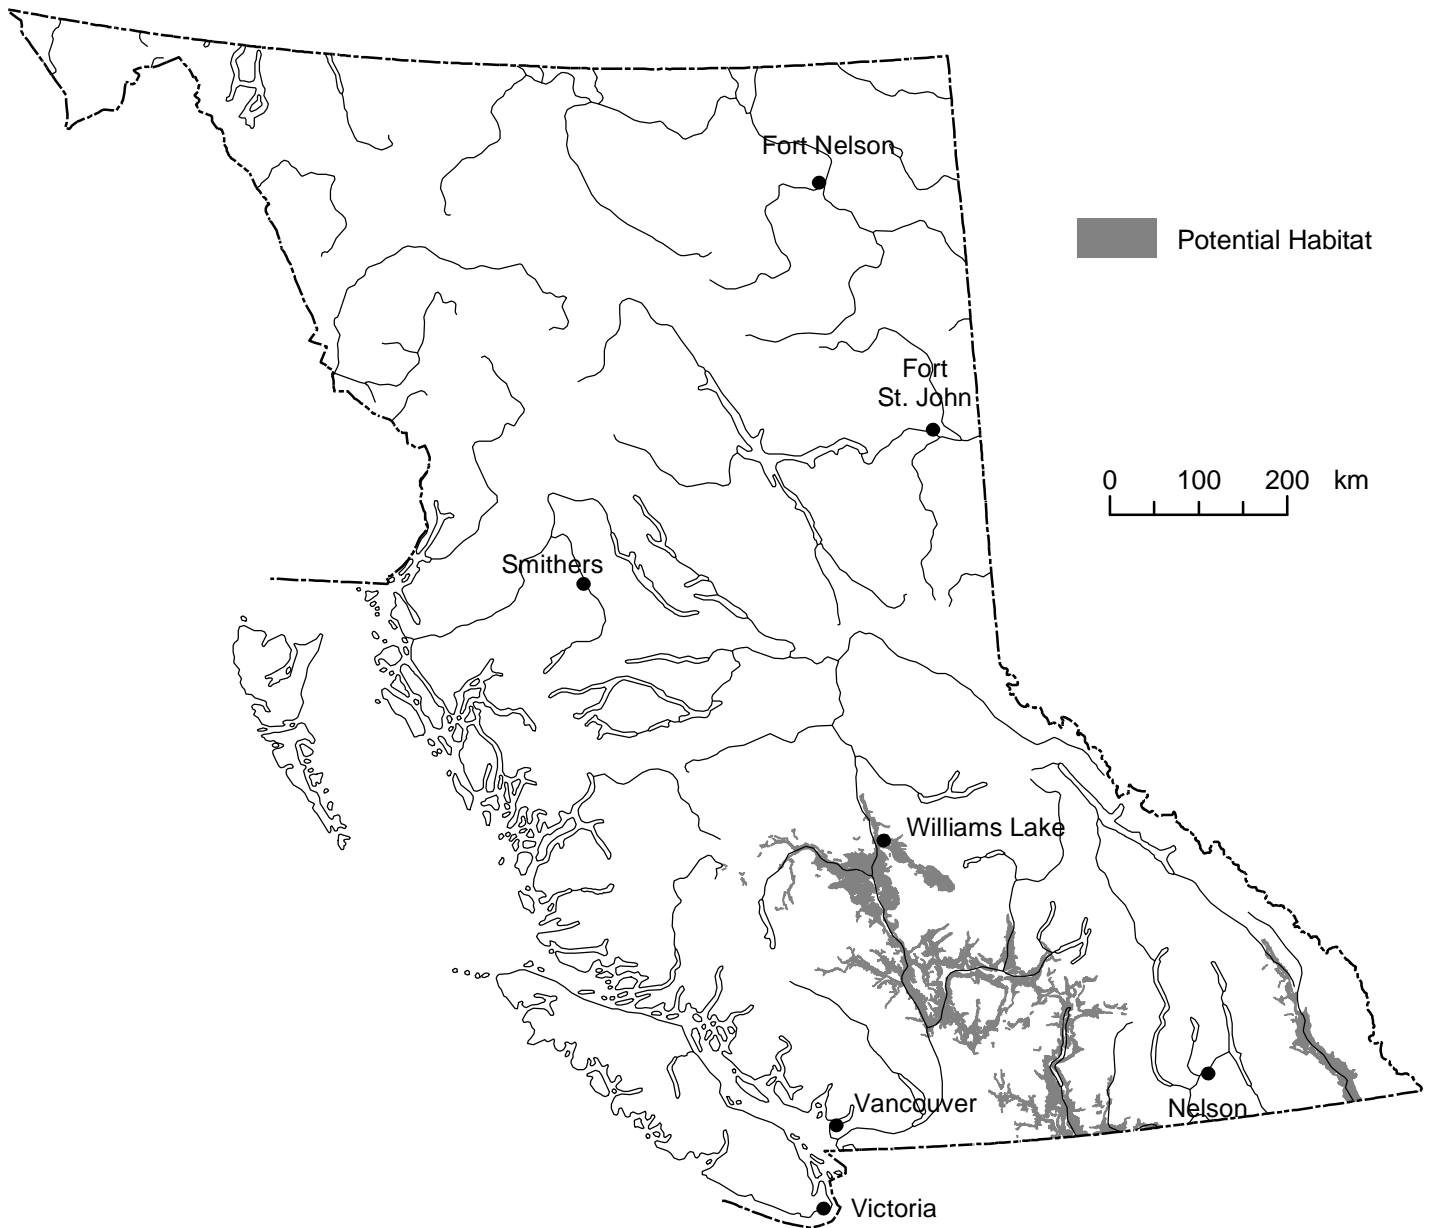 Fort Nelson
Potential Habitat
Fort
St. John
0 100 200 km
Smithers
Williams Lake
Vancouver
Nelson
Victoria